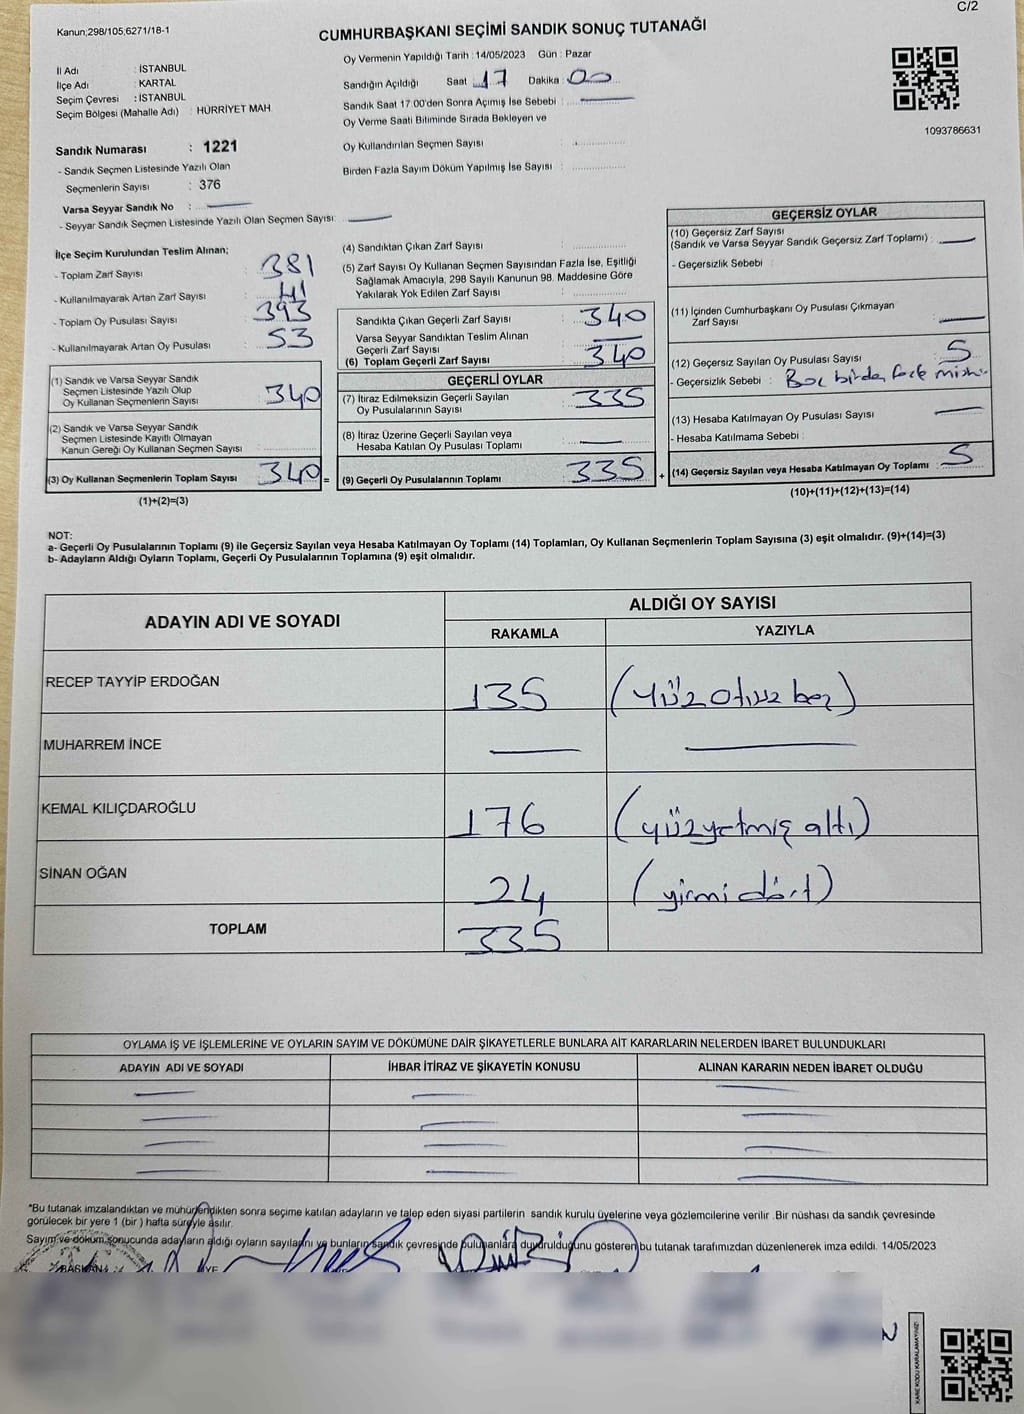 C/2
Kanun;298/105,6271/18-1
CUMHURBAŞKANI SEÇİMİ SANDIK SONUÇ TUTANAĞI
İl Adı : İSTANBUL
İlçe Adı : KARTAL
Seçim Çevresi : İSTANBUL
Seçim Bölgesi (Mahalle Adı) : HÜRRİYET MAH
Oy Vermenin Yapıldığı Tarih : 14/05/2023 Gün : Pazar
Sandığın Açıldığı Saat 17 Dakika 00
Sandık Saat 17.00'den Sonra Açımış İse Sebebi :
Oy Verme Saati Bitiminde Sırada Bekleyen ve
Oy Kullandırılan Seçmen Sayısı :
Birden Fazla Sayım Döküm Yapılmış İse Sayısı :
1093786631
Sandık Numarası : 1221
- Sandık Seçmen Listesinde Yazılı Olan
Seçmenlerin Sayısı : 376
Varsa Seyyar Sandık No :
- Seyyar Sandık Seçmen Listesinde Yazılı Olan Seçmen Sayısı:
İlçe Seçim Kurulundan Teslim Alınan;
- Toplam Zarf Sayısı : 381
- Kullanılmayarak Artan Zarf Sayısı : 41
- Toplam Oy Pusulası Sayısı : 393
- Kullanılmayarak Artan Oy Pusulası : 53
(1) Sandık ve Varsa Seyyar Sandık
Seçmen Listesinde Yazılı Olup
Oy Kullanan Seçmenlerin Sayısı : 340
(2) Sandık ve Varsa Seyyar Sandık
Seçmen Listesinde Kayıtlı Olmayan
Kanun Gereği Oy Kullanan Seçmen Sayısı :
(3) Oy Kullanan Seçmenlerin Toplam Sayısı : 340 =
(1)+(2)=(3)
(4) Sandıktan Çıkan Zarf Sayısı :
(5) Zarf Sayısı Oy Kullanan Seçmen Sayısından Fazla İse, Eşitliği
Sağlamak Amacıyla, 298 Sayılı Kanunun 98. Maddesine Göre
Yakılarak Yok Edilen Zarf Sayısı :
Sandıkta Çıkan Geçerli Zarf Sayısı : 340
Varsa Seyyar Sandıktan Teslim Alınan
Geçerli Zarf Sayısı :
(6) Toplam Geçerli Zarf Sayısı : 340
GEÇERLİ OYLAR
(7) İtiraz Edilmeksizin Geçerli Sayılan
Oy Pusulalarının Sayısı : 335
(8) İtiraz Üzerine Geçerli Sayılan veya
Hesaba Katılan Oy Pusulası Toplamı :
(9) Geçerli Oy Pusulalarının Toplamı : 335 +
GEÇERSİZ OYLAR
(10) Geçersiz Zarf Sayısı
(Sandık ve Varsa Seyyar Sandık Geçersiz Zarf Toplamı) :
- Geçersizlik Sebebi :
(11) İçinden Cumhurbaşkanı Oy Pusulası Çıkmayan
Zarf Sayısı :
(12) Geçersiz Sayılan Oy Pusulası Sayısı : 5
- Geçersizlik Sebebi :
(13) Hesaba Katılmayan Oy Pusulası Sayısı :
- Hesaba Katılmama Sebebi :
(14) Geçersiz Sayılan veya Hesaba Katılmayan Oy Toplamı : 5
(10)+(11)+(12)+(13)=(14)
NOT:
a- Geçerli Oy Pusulalarının Toplamı (9) ile Geçersiz Sayılan veya Hesaba Katılmayan Oy Toplamı (14) Toplamları, Oy Kullanan Seçmenlerin Toplam Sayısına (3) eşit olmalıdır. (9)+(14)=(3)
b- Adayların Aldığı Oyların Toplamı, Geçerli Oy Pusulalarının Toplamına (9) eşit olmalıdır.
ADAYIN ADI VE SOYADI
ALDIĞI OY SAYISI
RAKAMLA YAZIYLA
RECEP TAYYİP ERDOĞAN 135 (yüz otuz beş)
MUHARREM İNCE
KEMAL KILIÇDAROĞLU 176 (yüzyetmiş altı)
SİNAN OĞAN 24 (yirmi dört)
TOPLAM 335
OYLAMA İŞ VE İŞLEMLERİNE VE OYLARIN SAYIM VE DÖKÜMÜNE DAİR ŞİKAYETLERLE BUNLARA AİT KARARLARIN NELERDEN İBARET BULUNDUKLARI
ADAYIN ADI VE SOYADI İHBAR İTİRAZ VE ŞİKAYETİN KONUSU ALINAN KARARIN NEDEN İBARET OLDUĞU
*Bu tutanak imzalandıktan ve mühürlendikten sonra seçime katılan adayların ve talep eden siyasi partilerin sandık kurulu üyelerine veya gözlemcilerine verilir .Bir nüshası da sandık çevresinde
görülecek bir yere 1 (bir ) hafta süreyle asılır.
Sayım ve döküm sonucunda adayların aldığı oyların sayılarını ve bunların sandık çevresinde bulunanlara duyurulduğunu gösteren bu tutanak tarafımızdan düzenlenerek imza edildi. 14/05/2023
BAŞKAN
KARE KODU KARALAMAYINIZ!